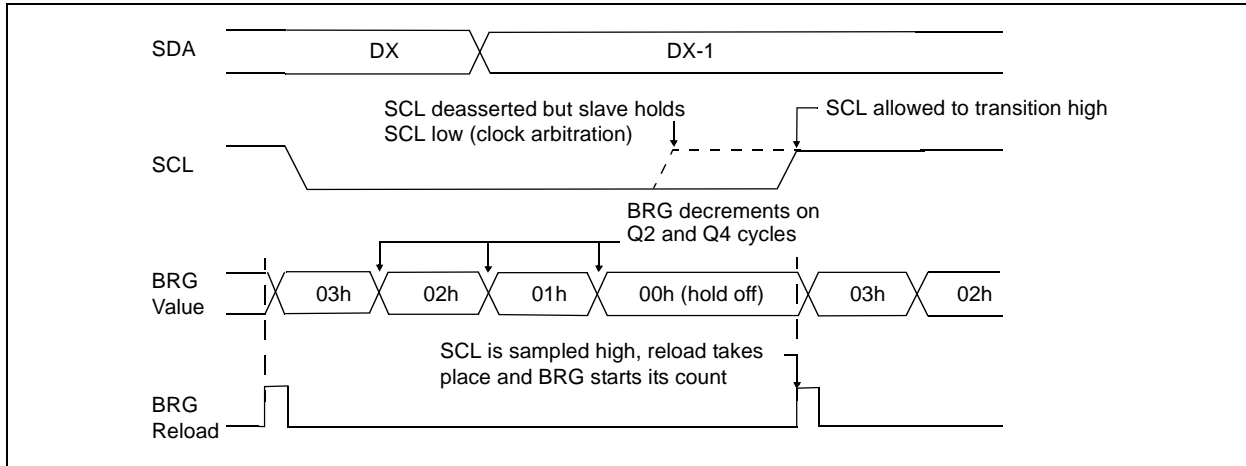 SDA
DX
DX-1
SCL deasserted but slave holds
SCL low (clock arbitration)
SCL allowed to transition high
SCL
BRG decrements on
Q2 and Q4 cycles
BRG
Value
03h
02h
01h
00h (hold off)
03h
02h
SCL is sampled high, reload takes
place and BRG starts its count
BRG
Reload